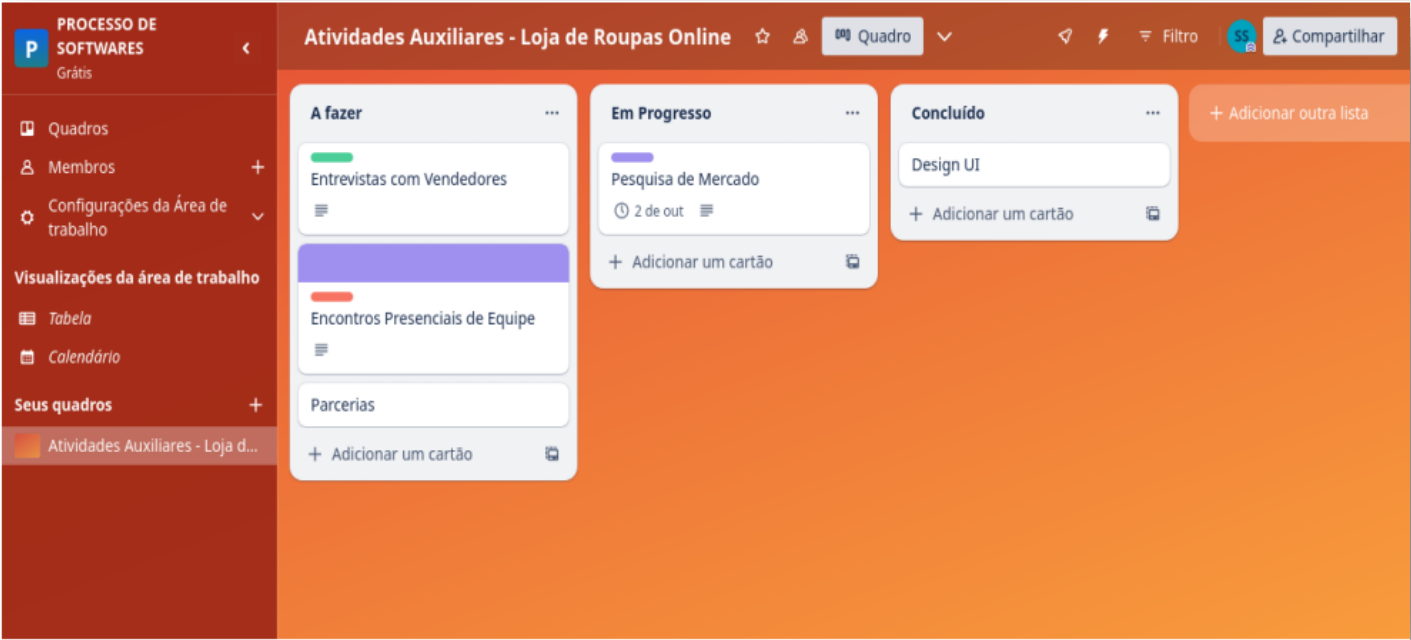 P
PROCESSO DE
SOFTWARES
Grátis
Quadros
Membros
Configurações da Área de
trabalho
Visualizações da área de trabalho
Tabela
Calendário
Seus quadros
Atividades Auxiliares - Loja d...
Atividades Auxiliares - Loja de Roupas Online
Quadro
Filtro
SS
Compartilhar
A fazer
Entrevistas com Vendedores
Encontros Presenciais de Equipe
Parcerias
+ Adicionar um cartão
Em Progresso
Pesquisa de Mercado
2 de out
+ Adicionar um cartão
Concluído
Design UI
+ Adicionar um cartão
+ Adicionar outra lista